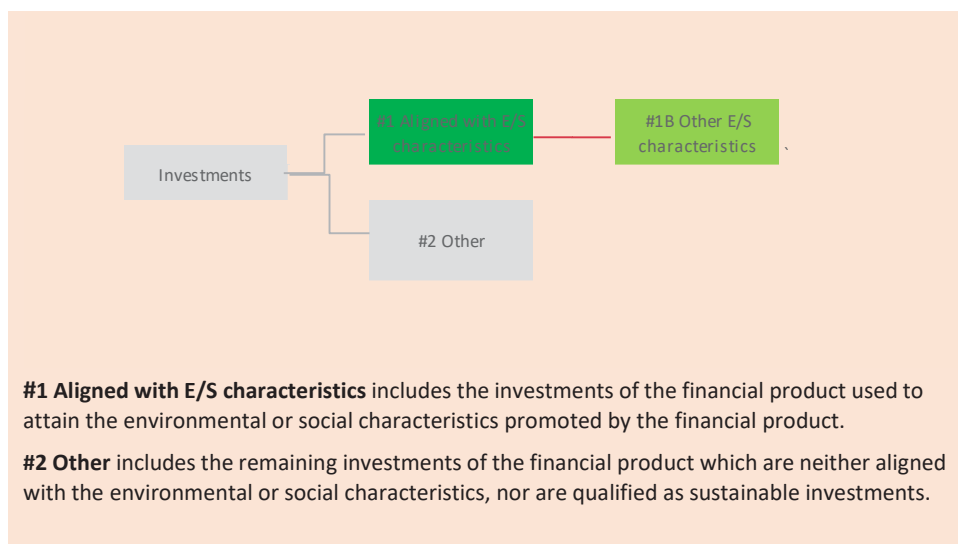 #1 Aligned with E/S
characteristics
#1B Other E/S
characteristics
`
Investments
#2 Other
#1 Aligned with E/S characteristics includes the investments of the financial product used to
attain the environmental or social characteristics promoted by the financial product.
#2 Other includes the remaining investments of the financial product which are neither aligned
with the environmental or social characteristics, nor are qualified as sustainable investments.